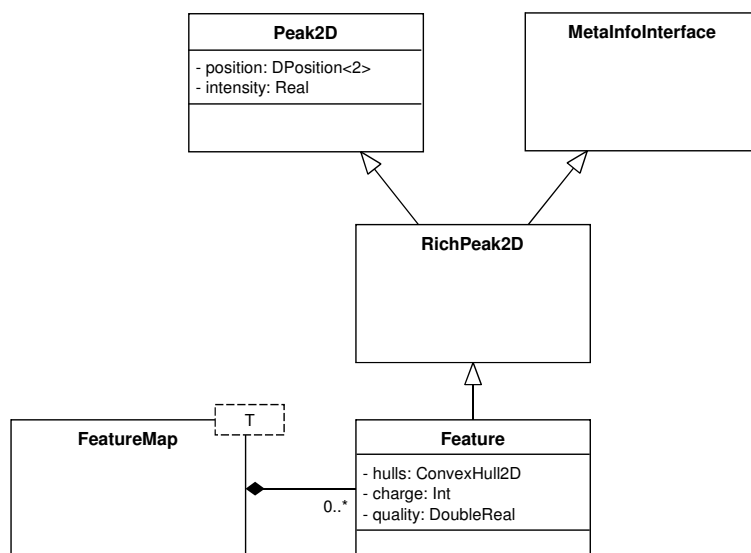 Peak2D
- position: DPosition<2>
- intensity: Real
MetaInfoInterface
RichPeak2D
T
FeatureMap
Feature
- hulls: ConvexHull2D
- charge: Int
- quality: DoubleReal
0..*